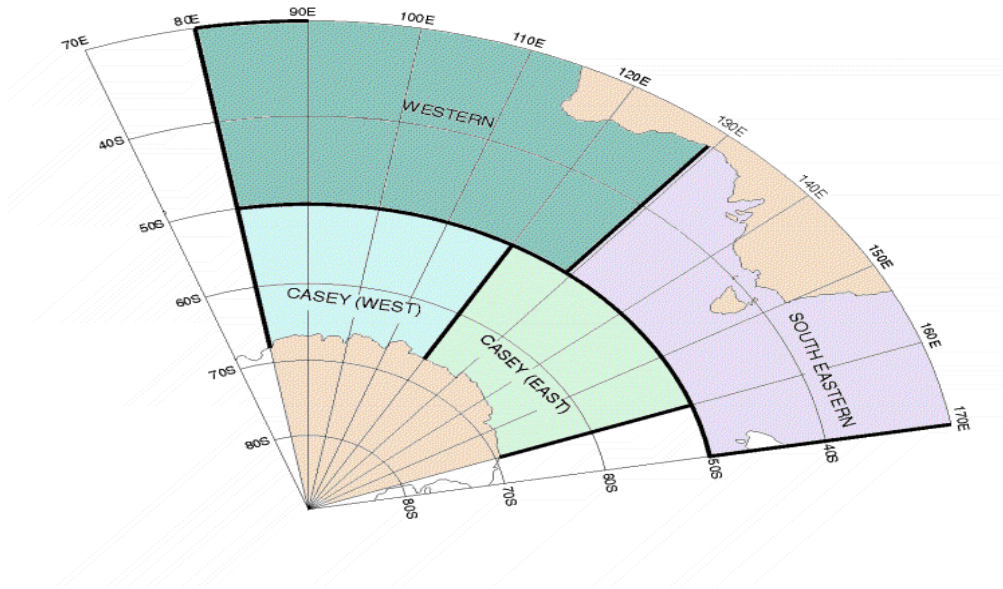 70E
80E
90E
100E
110E
120E
130E
140E
150E
160E
170E
40S
50S
60S
70S
80S
WESTERN
CASEY (WEST)
CASEY (EAST)
SOUTH EASTERN
80S
70S
60S
50S
40S